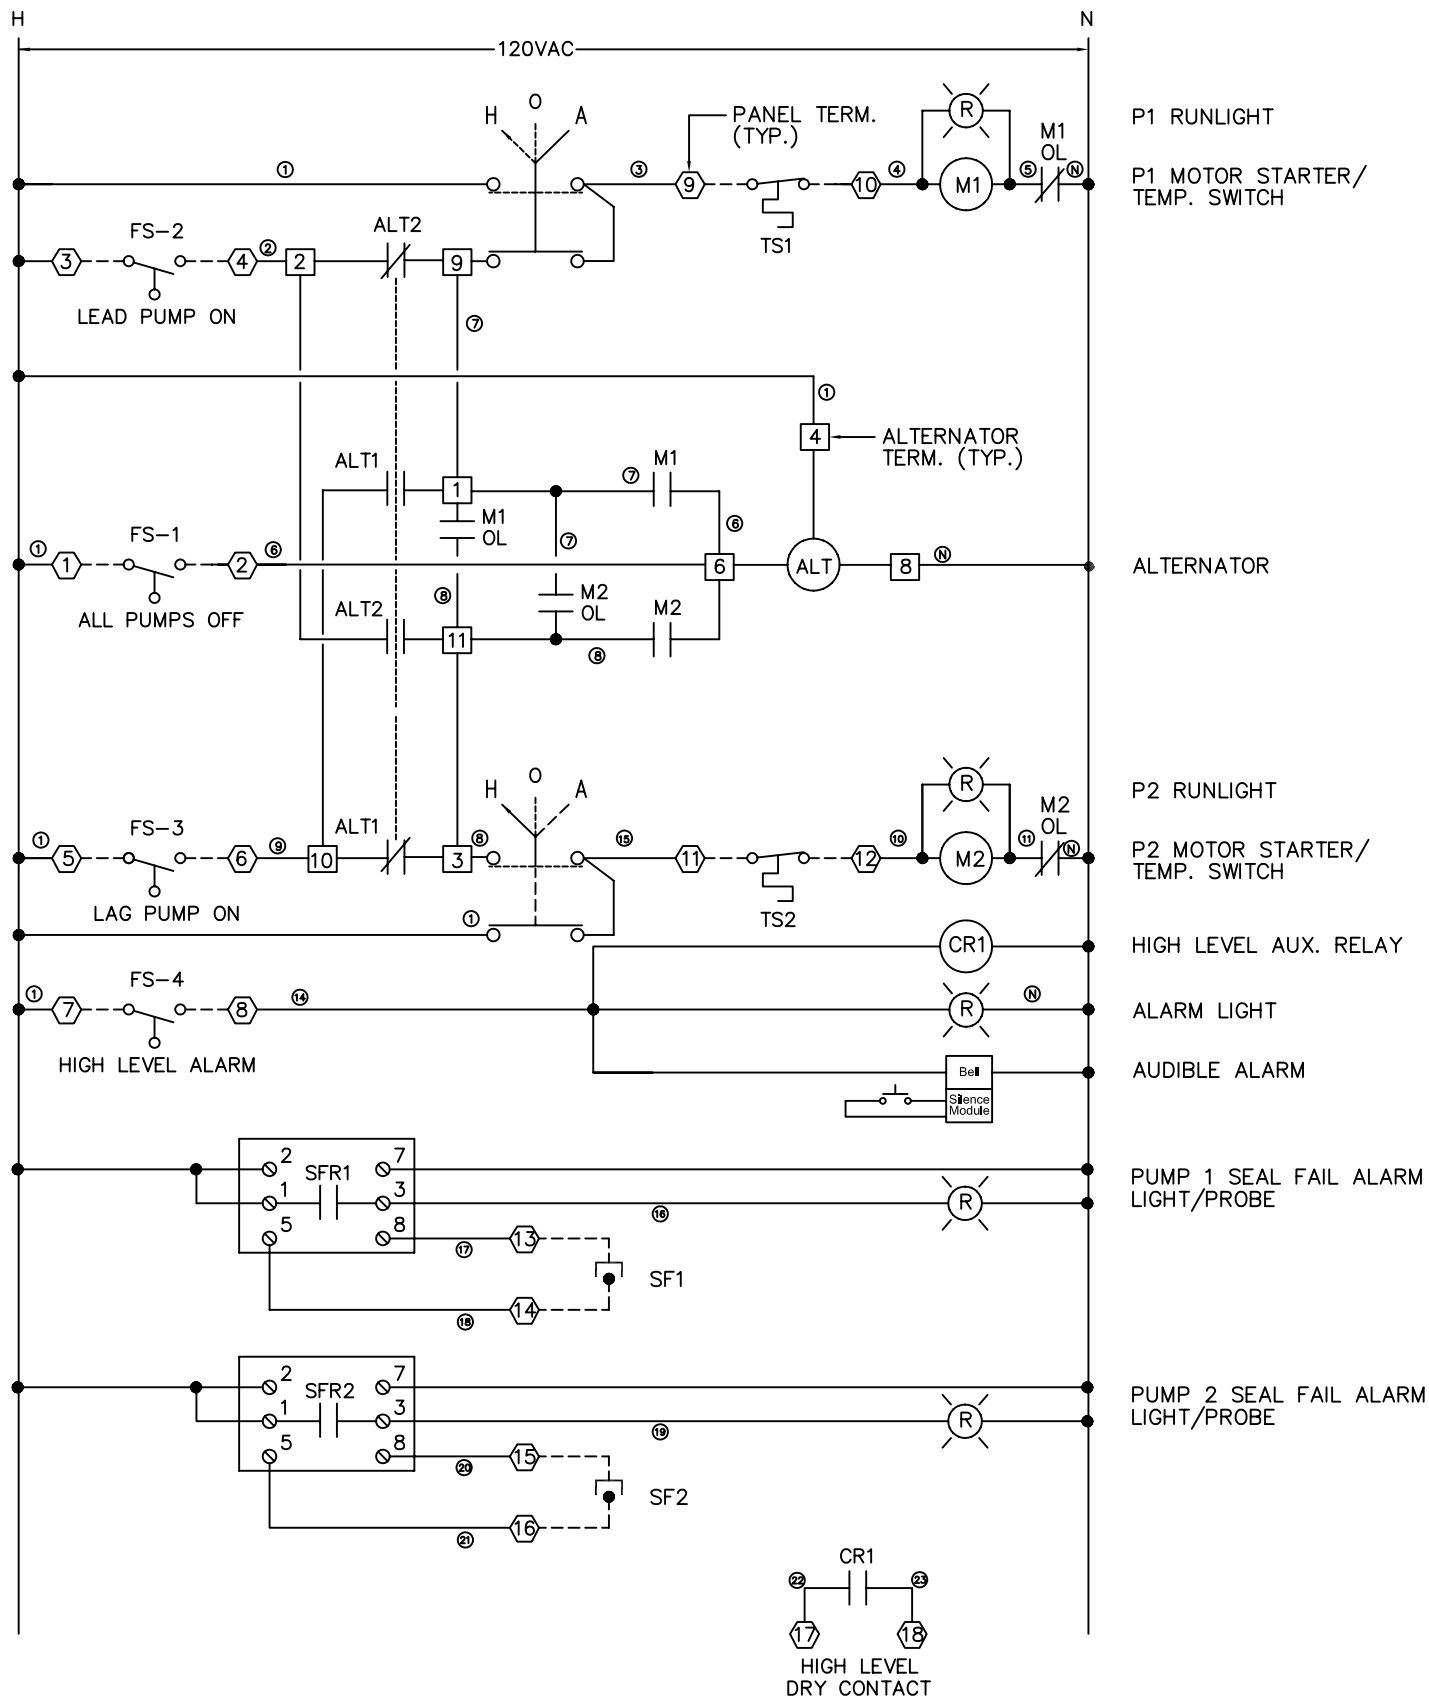 H N
120VAC
H O A
PANEL TERM.
(TYP.)
R
P1 RUNLIGHT
M1
OL
1 3 9 10 4 M1 5 N
P1 MOTOR STARTER/
TEMP. SWITCH
TS1
FS-2 ALT2
3 4 2 2 9
LEAD PUMP ON
7
1
4
ALTERNATOR
TERM. (TYP.)
ALT1 M1
1 7
M1
OL
6
FS-1
1 1 2 6 7 6 ALT 8 N
ALTERNATOR
ALL PUMPS OFF
8
M2
OL
ALT2 M2
11 8
H O A
R
P2 RUNLIGHT
M2
OL
FS-3 ALT1
1 5 6 9 10 3 8 15 11 12 10 M2 11 N
P2 MOTOR STARTER/
TEMP. SWITCH
LAG PUMP ON
TS2
1
CR1
HIGH LEVEL AUX. RELAY
FS-4
1 7 8 14 R N
ALARM LIGHT
HIGH LEVEL ALARM
Bell
AUDIBLE ALARM
Silence
Module
2 SFR1 7
1 3 16 R
PUMP 1 SEAL FAIL ALARM
LIGHT/PROBE
5 8 17 13
SF1
18 14
2 SFR2 7
1 3 19 R
PUMP 2 SEAL FAIL ALARM
LIGHT/PROBE
5 8 20 15
SF2
21 16
CR1
22 23
17 18
HIGH LEVEL
DRY CONTACT